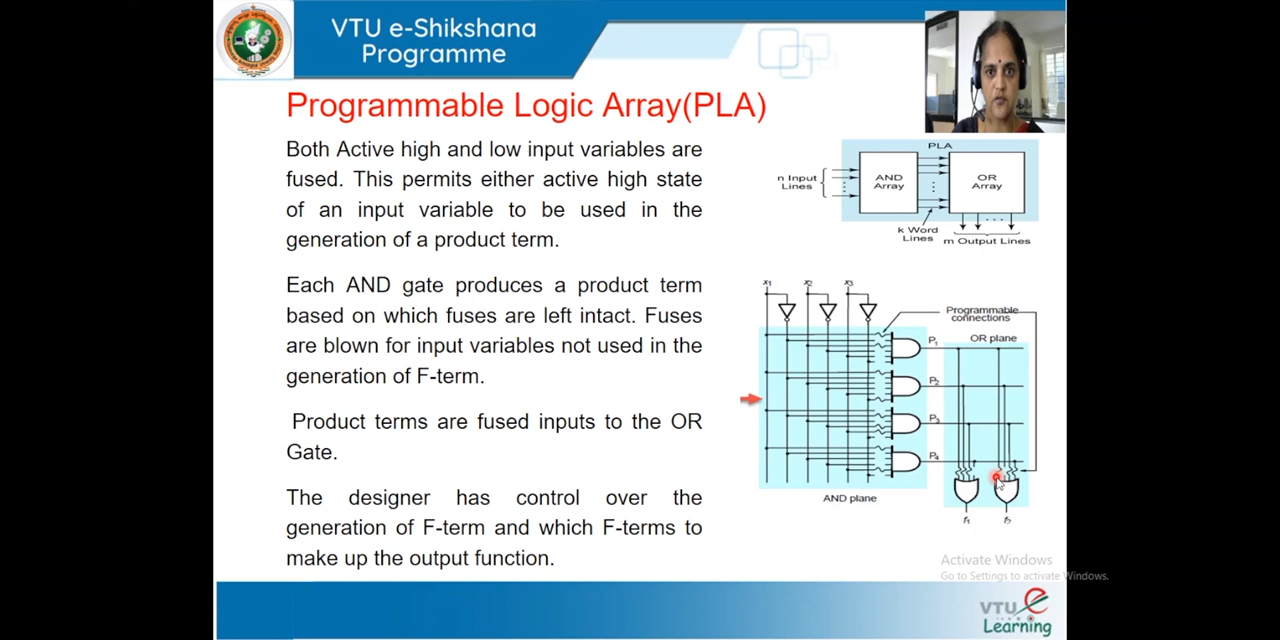 VTU e-Shikshana
Programme
Programmable Logic Array(PLA)
Both Active high and low input variables are
fused. This permits either active high state
of an input variable to be used in the
generation of a product term.
Each AND gate produces a product term
based on which fuses are left intact. Fuses
are blown for input variables not used in the
generation of F-term.
Product terms are fused inputs to the OR
Gate.
The designer has control over the
generation of F-term and which F-terms to
make up the output function.
PLA
n Input
Lines
AND
Array
OR
Array
k Word
Lines
m Output Lines
x1 x2 x3
Programmable
connections
OR plane
P1
P2
P3
P4
AND plane
f1
Activate Windows
Go to Settings to activate Windows.
VTU e
Learning